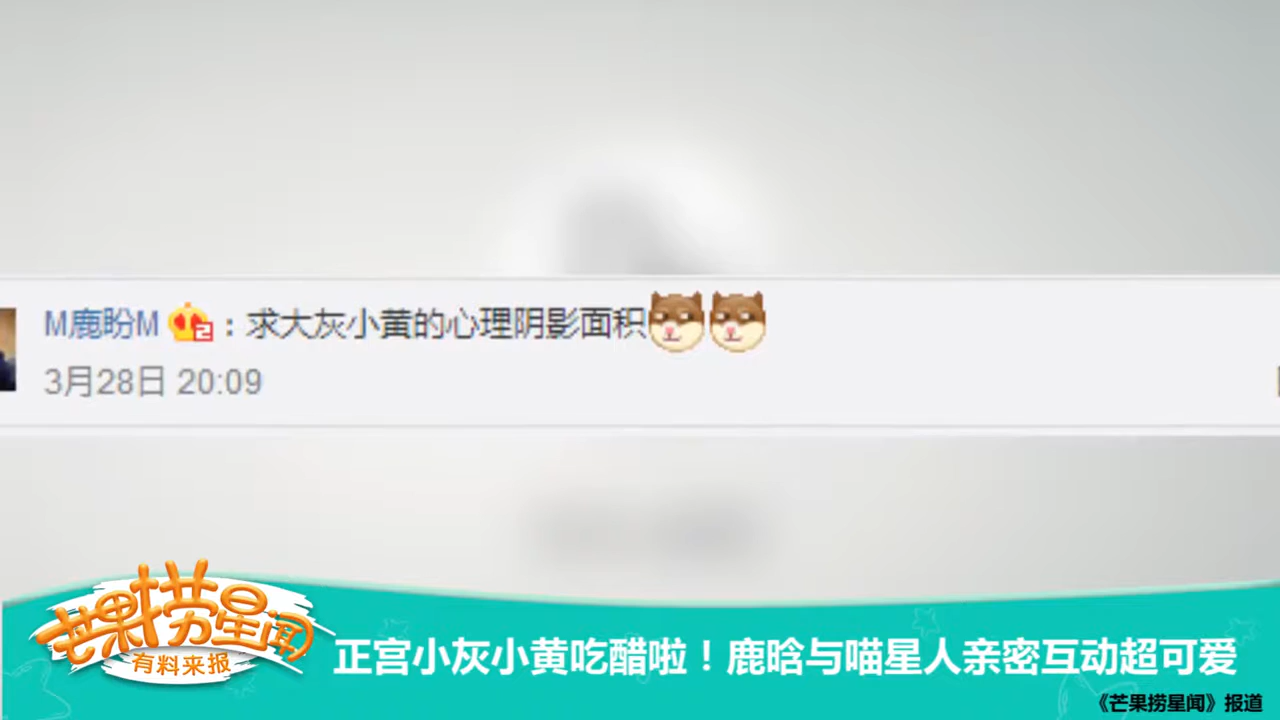 M鹿盼M 2：求大灰小黄的心理阴影面积
3月28日 20:09
芒果捞星闻
有料来报
正宫小灰小黄吃醋啦！鹿晗与喵星人亲密互动超可爱
《芒果捞星闻》报道